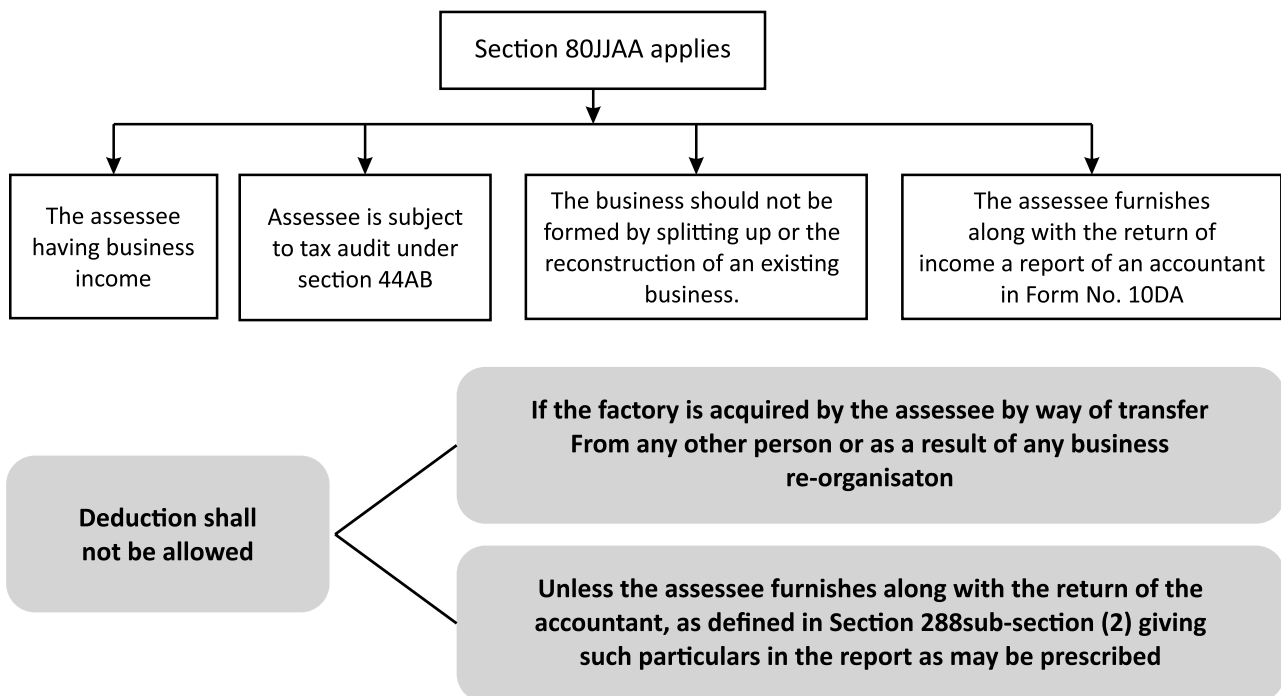 Section 80JJAA applies
The assessee
having business
income
Assessee is subject
to tax audit under
section 44AB
The business should not be
formed by splitting up or the
reconstruction of an existing
business.
The assessee furnishes
along with the return of
income a report of an accountant
in Form No. 10DA
Deduction shall
not be allowed
If the factory is acquired by the assessee by way of transfer
From any other person or as a result of any business
re-organisaton
Unless the assessee furnishes along with the return of the
accountant, as defined in Section 288sub-section (2) giving
such particulars in the report as may be prescribed